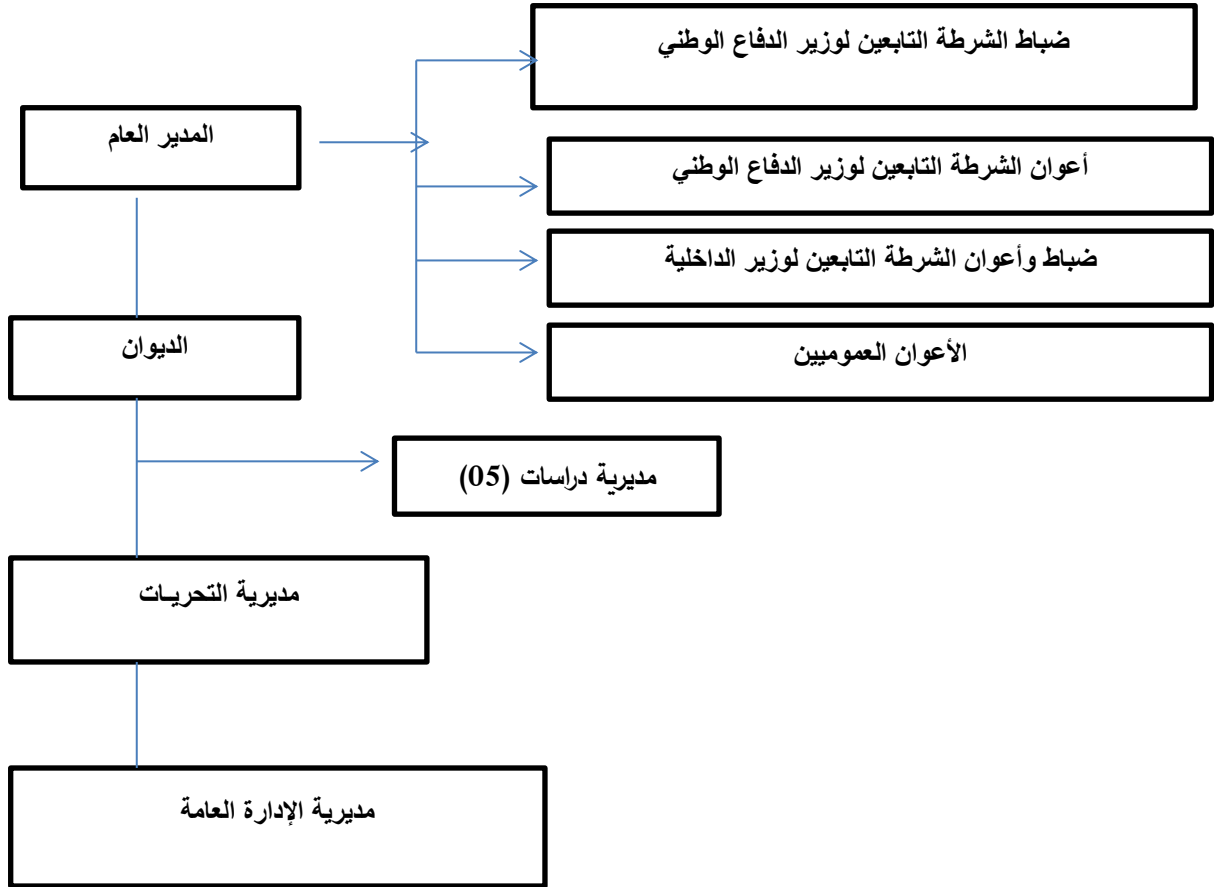 ضباط الشرطة التابعين لوزير الدفاع الوطني
المدير العام
أعوان الشرطة التابعين لوزير الدفاع الوطني
ضباط وأعوان الشرطة التابعين لوزير الداخلية
الديوان
الأعوان العموميين
مديرية دراسات (05)
مديرية التحريات
مديرية الإدارة العامة